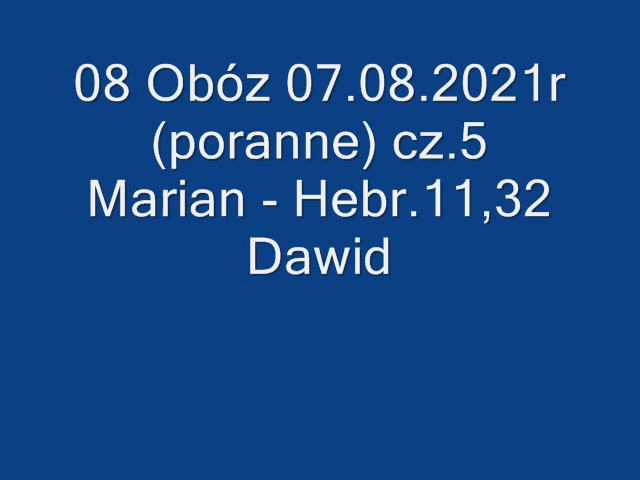 08 Obóz 07.08.2021r
(poranne) cz.5
Marian - Hebr.11,32
Dawid